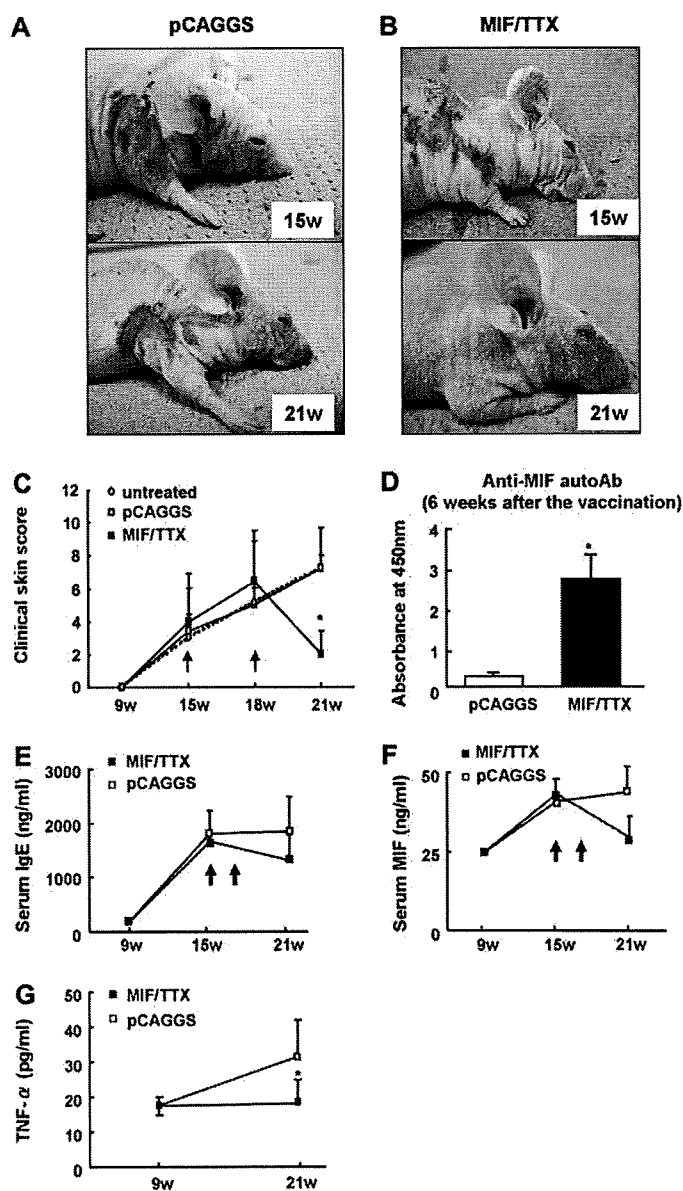 A pCAGGS
B MIF/TTX
15w
15w
21w
21w
C
untreated
pCAGGS
MIF/TTX
Clinical skin score
12
10
8
6
4
2
0
*
9w 15w 18w 21w
D Anti-MIF autoAb
(6 weeks after the vaccination)
Absorbance at 450nm
4
3
2
1
0
*
pCAGGS MIF/TTX
E
MIF/TTX
pCAGGS
Serum IgE (ng/ml)
3000
2000
1000
0
9w 15w 21w
F
MIF/TTX
pCAGGS
Serum MIF (ng/ml)
50
25
0
9w 15w 21w
G
MIF/TTX
pCAGGS
TNF-α (pg/ml)
50
40
30
20
10
0
*
9w 21w